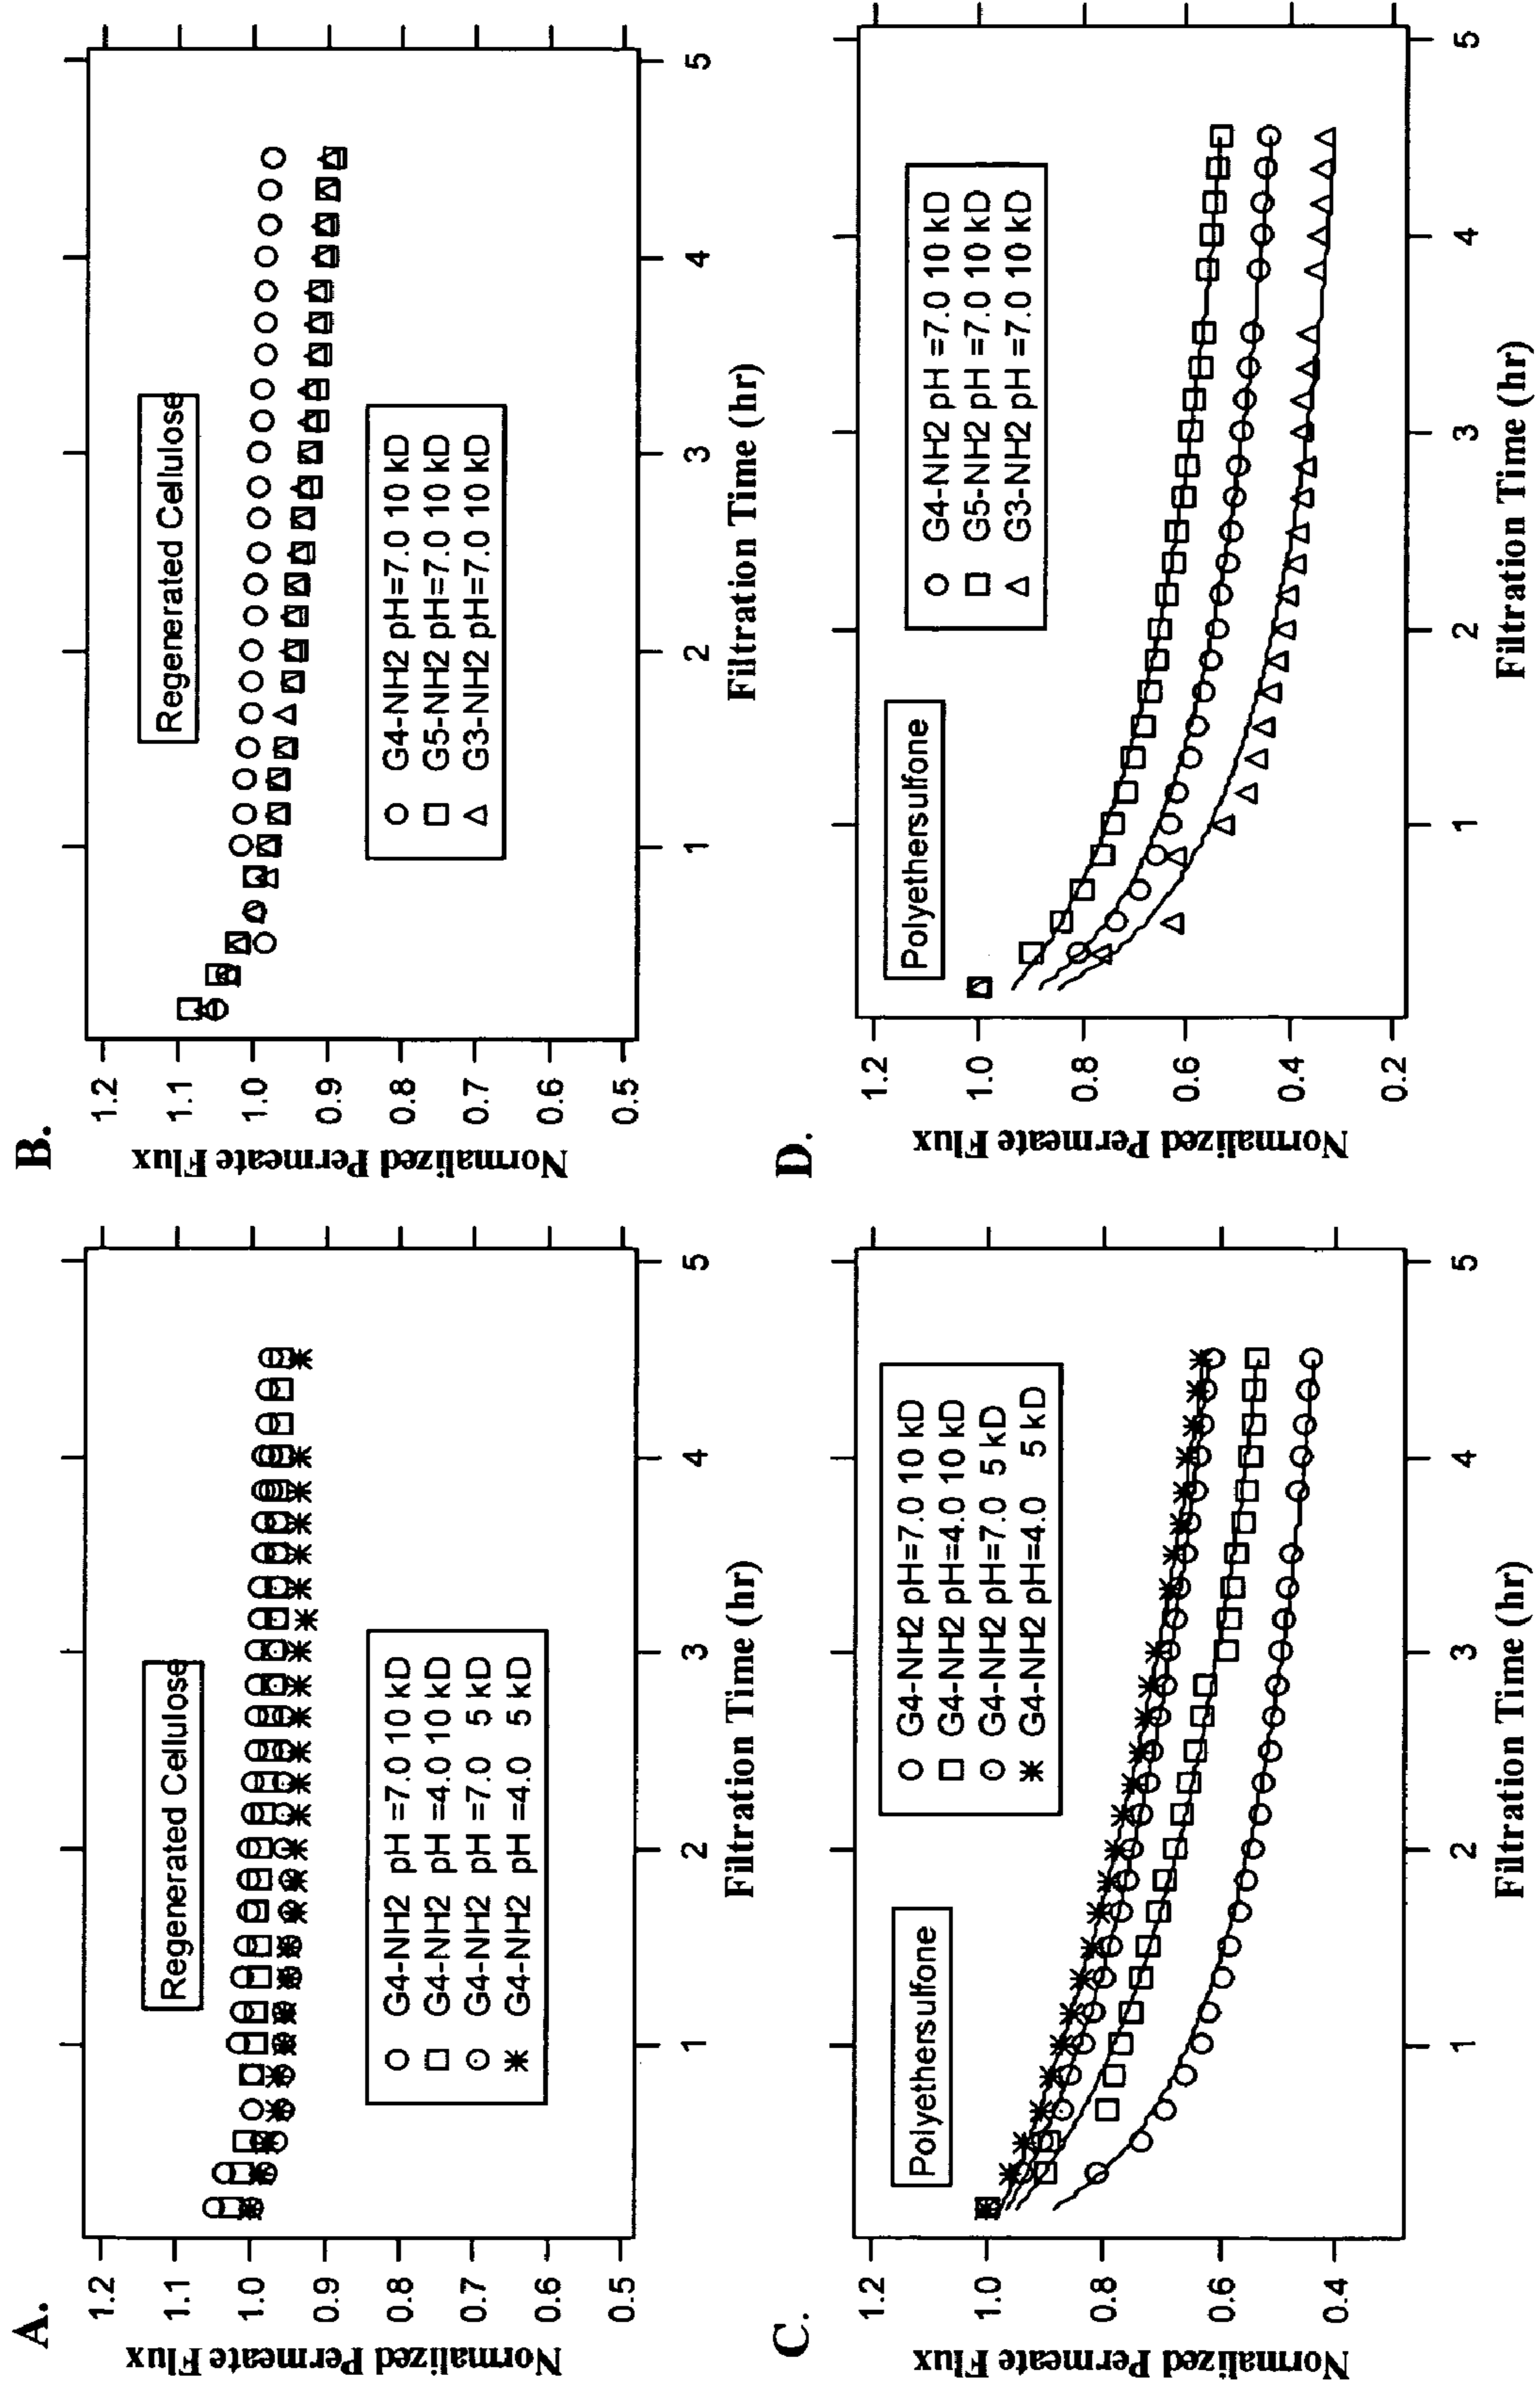 A.
Normalized Permeate Flux
1.2
1.1
1.0
0.9
0.8
0.7
0.6
0.5
Regenerated Cellulose
G4-NH2 pH =7.0 10 kD
G4-NH2 pH =4.0 10 kD
G4-NH2 pH =7.0 5 kD
G4-NH2 pH =4.0 5 kD
1 2 3 4 5
Filtration Time (hr)
B.
Normalized Permeate Flux
1.2
1.1
1.0
0.9
0.8
0.7
0.6
0.5
Regenerated Cellulose
G4-NH2 pH=7.0 10 kD
G5-NH2 pH=7.0 10 kD
G3-NH2 pH=7.0 10 kD
1 2 3 4 5
Filtration Time (hr)
C.
Normalized Permeate Flux
1.2
1.0
0.8
0.6
0.4
Polyethersulfone
G4-NH2 pH=7.0 10 kD
G4-NH2 pH=4.0 10 kD
G4-NH2 pH=7.0 5 kD
G4-NH2 pH=4.0 5 kD
1 2 3 4 5
Filtration Time (hr)
D.
Normalized Permeate Flux
1.2
1.0
0.8
0.6
0.4
0.2
Polyethersulfone
G4-NH2 pH =7.0 10 kD
G5-NH2 pH =7.0 10 kD
G3-NH2 pH =7.0 10 kD
1 2 3 4 5
Filtration Time (hr)